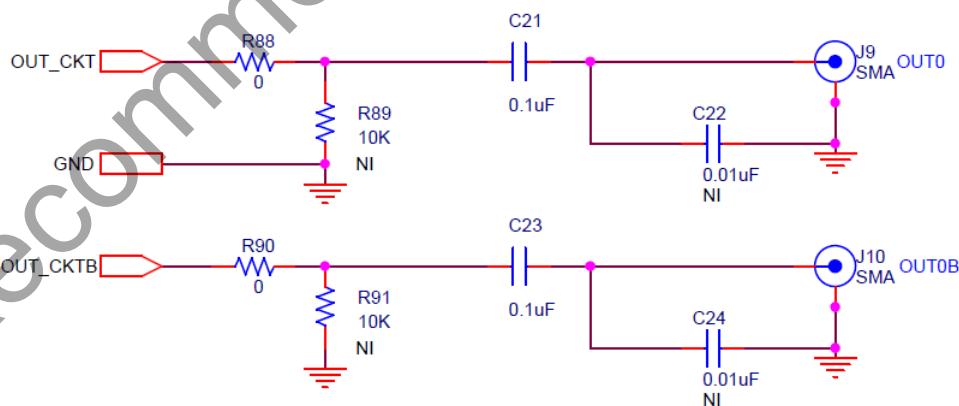 ecomm
C21
R88
OUT_CKT
0
0.1uF
J9
SMA
OUT0
R89
10K
NI
C22
0.01uF
NI
GND
C23
R90
OUT_CKTB
0
0.1uF
J10
SMA
OUT0B
R91
10K
NI
C24
0.01uF
NI